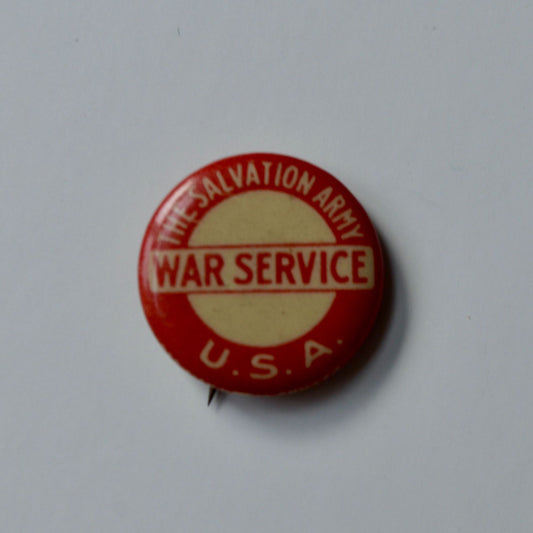 THE SALVATION ARMY
WAR SERVICE
U.S.A.